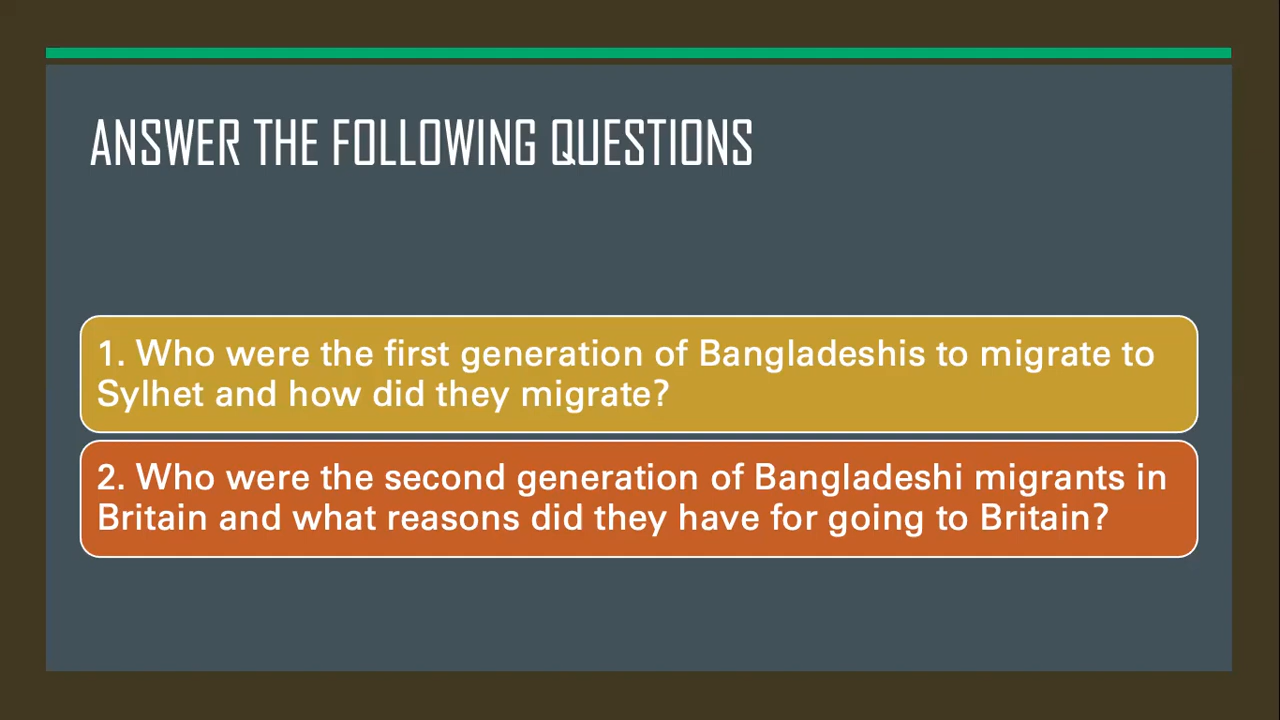 ANSWER THE FOLLOWING QUESTIONS
1. Who were the first generation of Bangladeshis to migrate to
Sylhet and how did they migrate?
2. Who were the second generation of Bangladeshi migrants in
Britain and what reasons did they have for going to Britain?